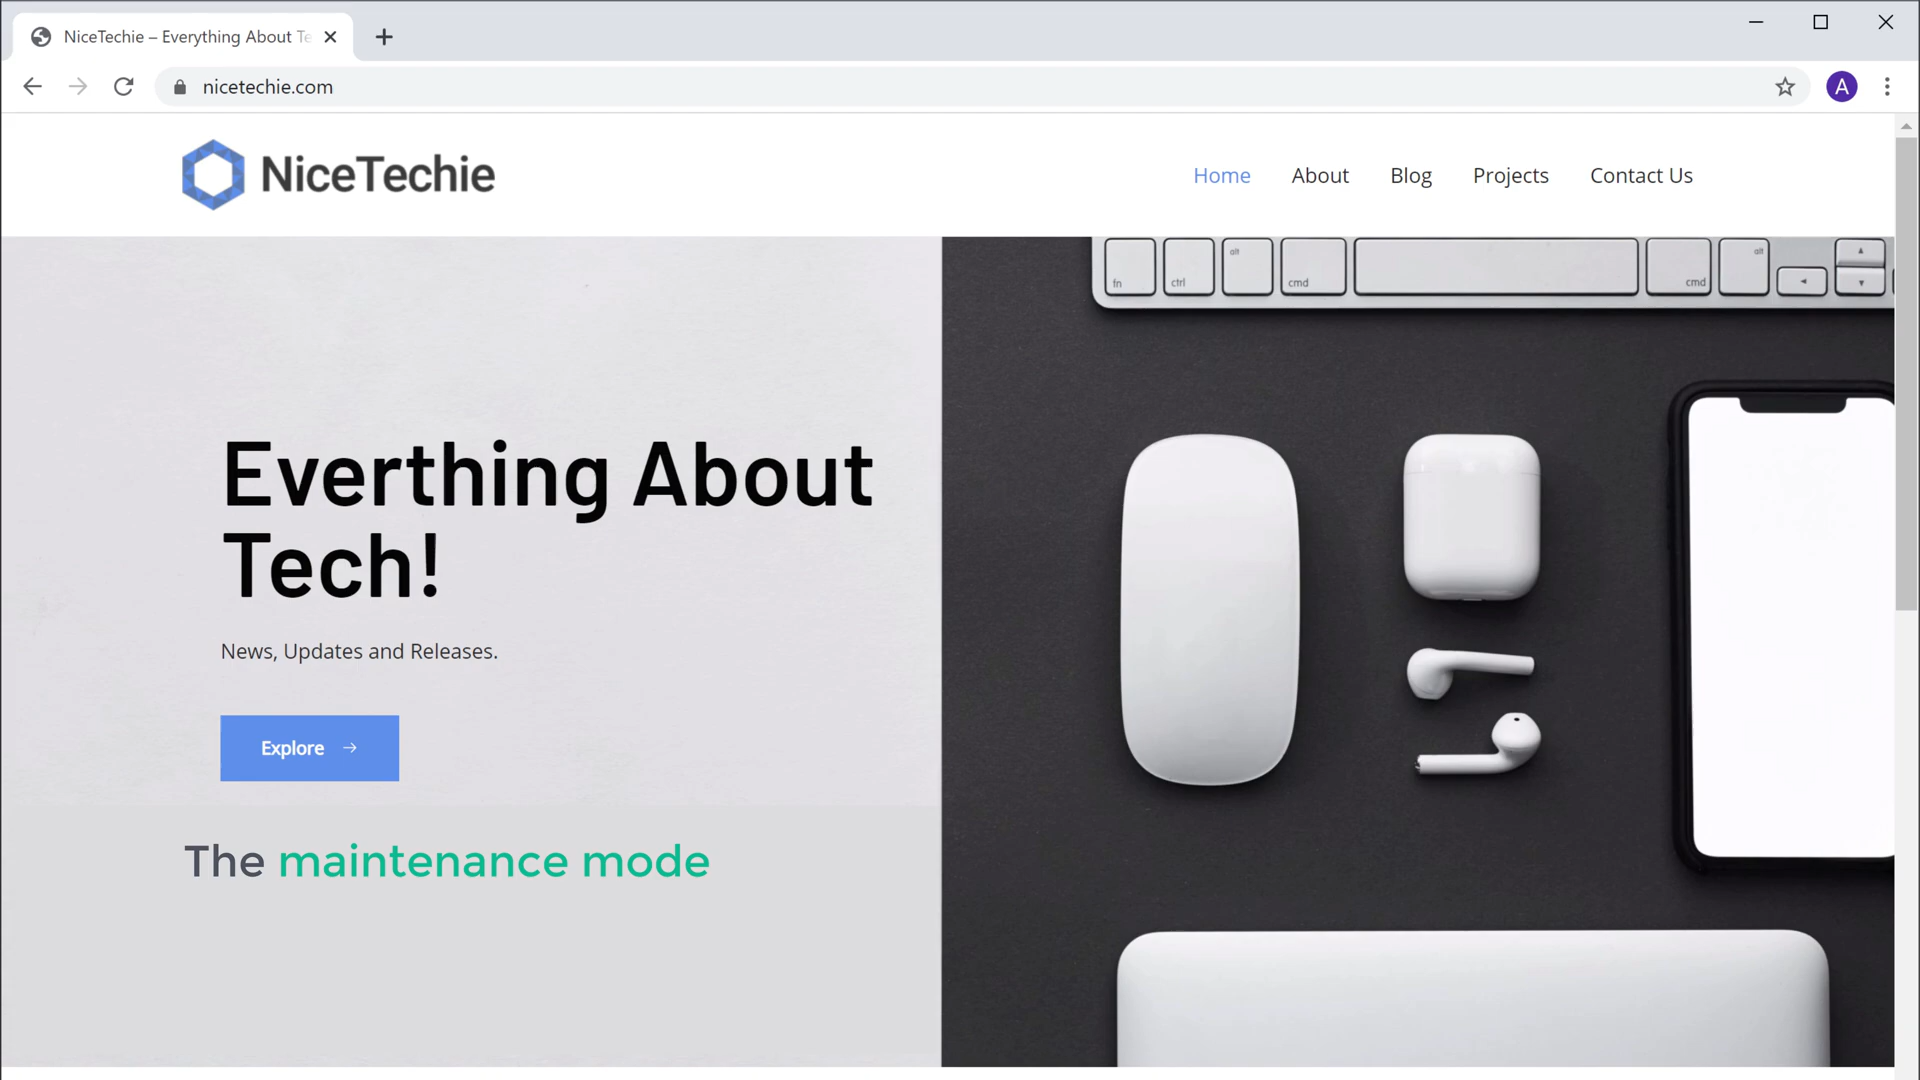 NiceTechie – Everything About Te
nicetechie.com
A
NiceTechie
Home About Blog Projects Contact Us
fn ctrl alt cmd cmd alt
Everthing About
Tech!
News, Updates and Releases.
Explore
The maintenance mode